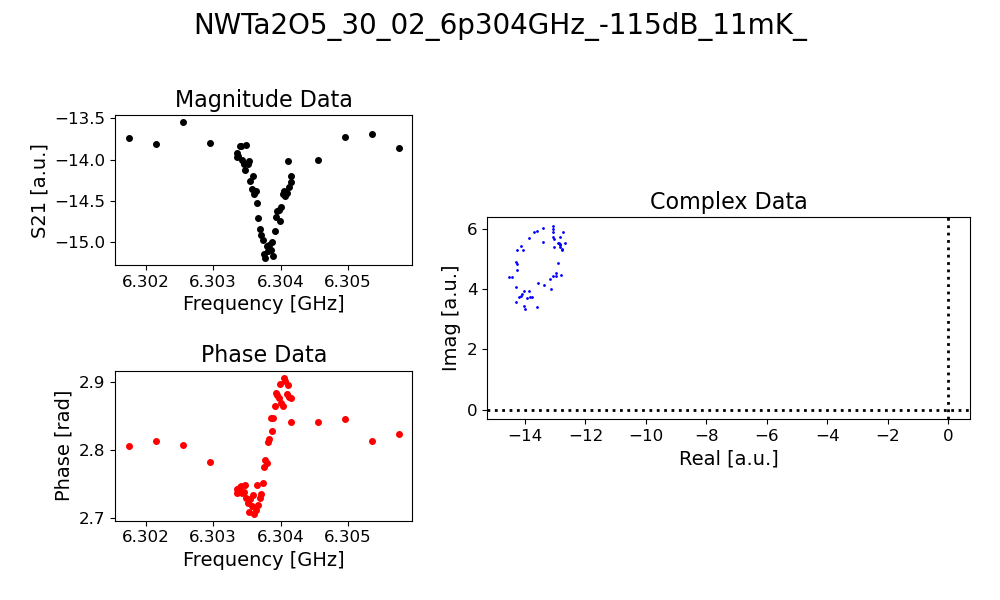 NWTa2O5_30_02_6p304GHz_-115dB_11mK_
Magnitude Data
S21 [a.u.]
−13.5
−14.0
−14.5
−15.0
6.302 6.303 6.304 6.305
Frequency [GHz]
Phase Data
Phase [rad]
2.9
2.8
2.7
6.302 6.303 6.304 6.305
Frequency [GHz]
Complex Data
Imag [a.u.]
6
4
2
0
−14 −12 −10 −8 −6 −4 −2 0
Real [a.u.]